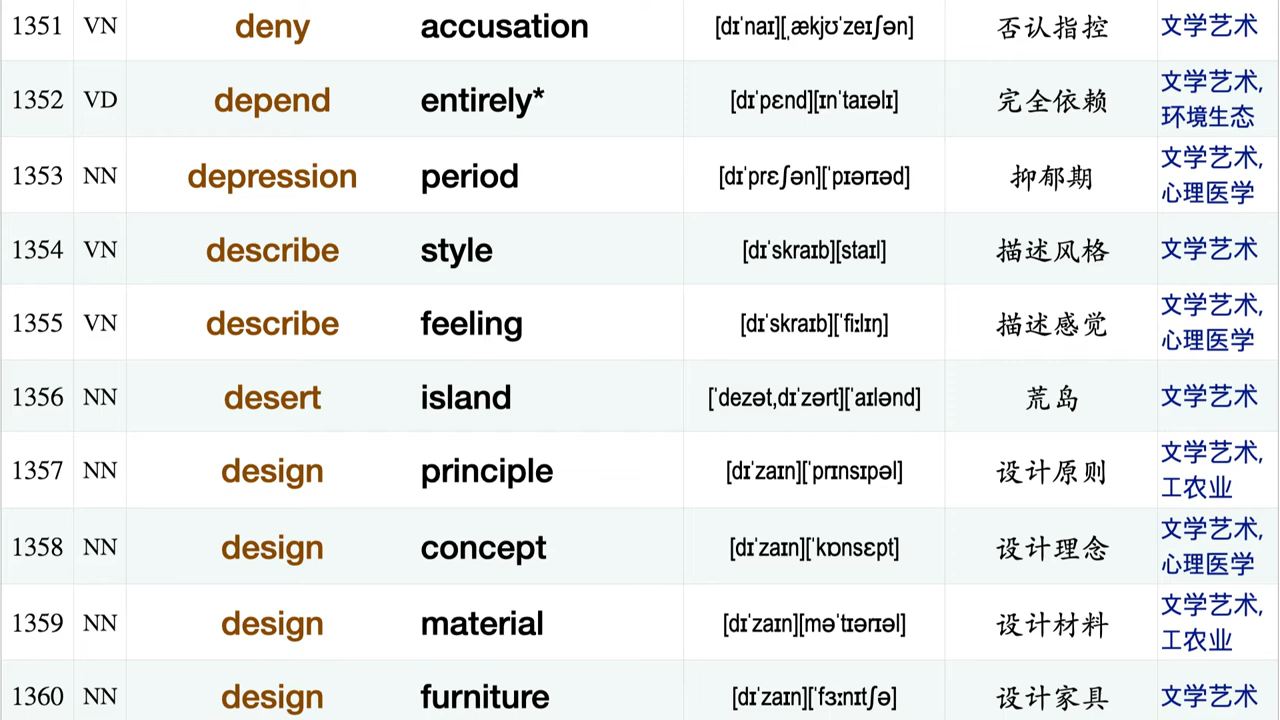 1351 VN deny accusation [dɪˈnaɪ][ˌækjʊˈzeɪʃən] 否认指控 文学艺术
1352 VD depend entirely* [dɪˈpɛnd][ɪnˈtaɪəlɪ] 完全依赖 文学艺术,
环境生态
1353 NN depression period [dɪˈprɛʃən][ˈpɪərɪəd] 抑郁期 文学艺术,
心理医学
1354 VN describe style [dɪˈskraɪb][staɪl] 描述风格 文学艺术
1355 VN describe feeling [dɪˈskraɪb][ˈfiːlɪŋ] 描述感觉 文学艺术,
心理医学
1356 NN desert island [ˈdezət,dɪˈzərt][ˈaɪlənd] 荒岛 文学艺术
1357 NN design principle [dɪˈzaɪn][ˈprɪnsɪpəl] 设计原则 文学艺术,
工农业
1358 NN design concept [dɪˈzaɪn][ˈkɒnsɛpt] 设计理念 文学艺术,
心理医学
1359 NN design material [dɪˈzaɪn][məˈtɪərɪəl] 设计材料 文学艺术,
工农业
1360 NN design furniture [dɪˈzaɪn][ˈfɜːnɪtʃə] 设计家具 文学艺术